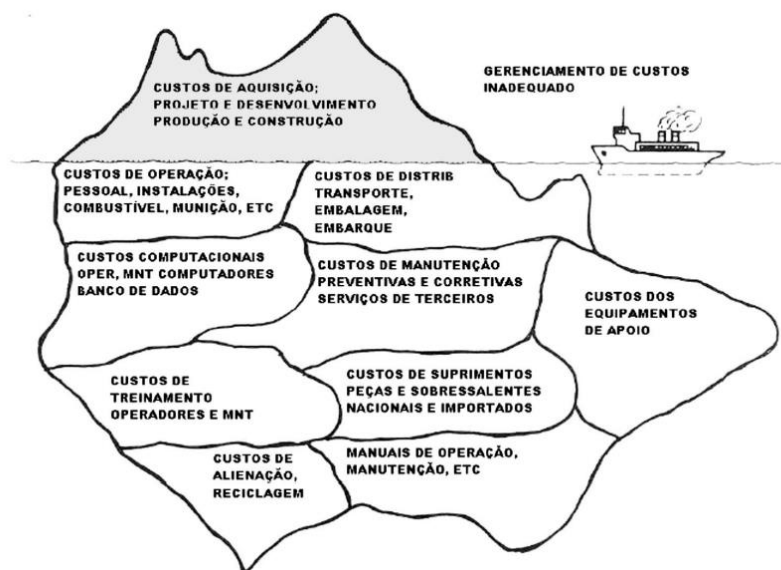 CUSTOS DE AQUISIÇÃO;
PROJETO E DESENVOLVIMENTO
PRODUÇÃO E CONSTRUÇÃO
GERENCIAMENTO DE CUSTOS
INADEQUADO
CUSTOS DE OPERAÇÃO;
PESSOAL, INSTALAÇÕES,
COMBUSTÍVEL, MUNIÇÃO, ETC
CUSTOS DE DISTRIB
TRANSPORTE,
EMBALAGEM,
EMBARQUE
CUSTOS COMPUTACIONAIS
OPER, MNT COMPUTADORES
BANCO DE DADOS
CUSTOS DE MANUTENÇÃO
PREVENTIVAS E CORRETIVAS
SERVIÇOS DE TERCEIROS
CUSTOS DOS
EQUIPAMENTOS
DE APOIO
CUSTOS DE
TREINAMENTO
OPERADORES E MNT
CUSTOS DE SUPRIMENTOS
PEÇAS E SOBRESSALENTES
NACIONAIS E IMPORTADOS
CUSTOS DE
ALIENAÇÃO,
RECICLAGEM
MANUAIS DE OPERAÇÃO,
MANUTENÇÃO, ETC